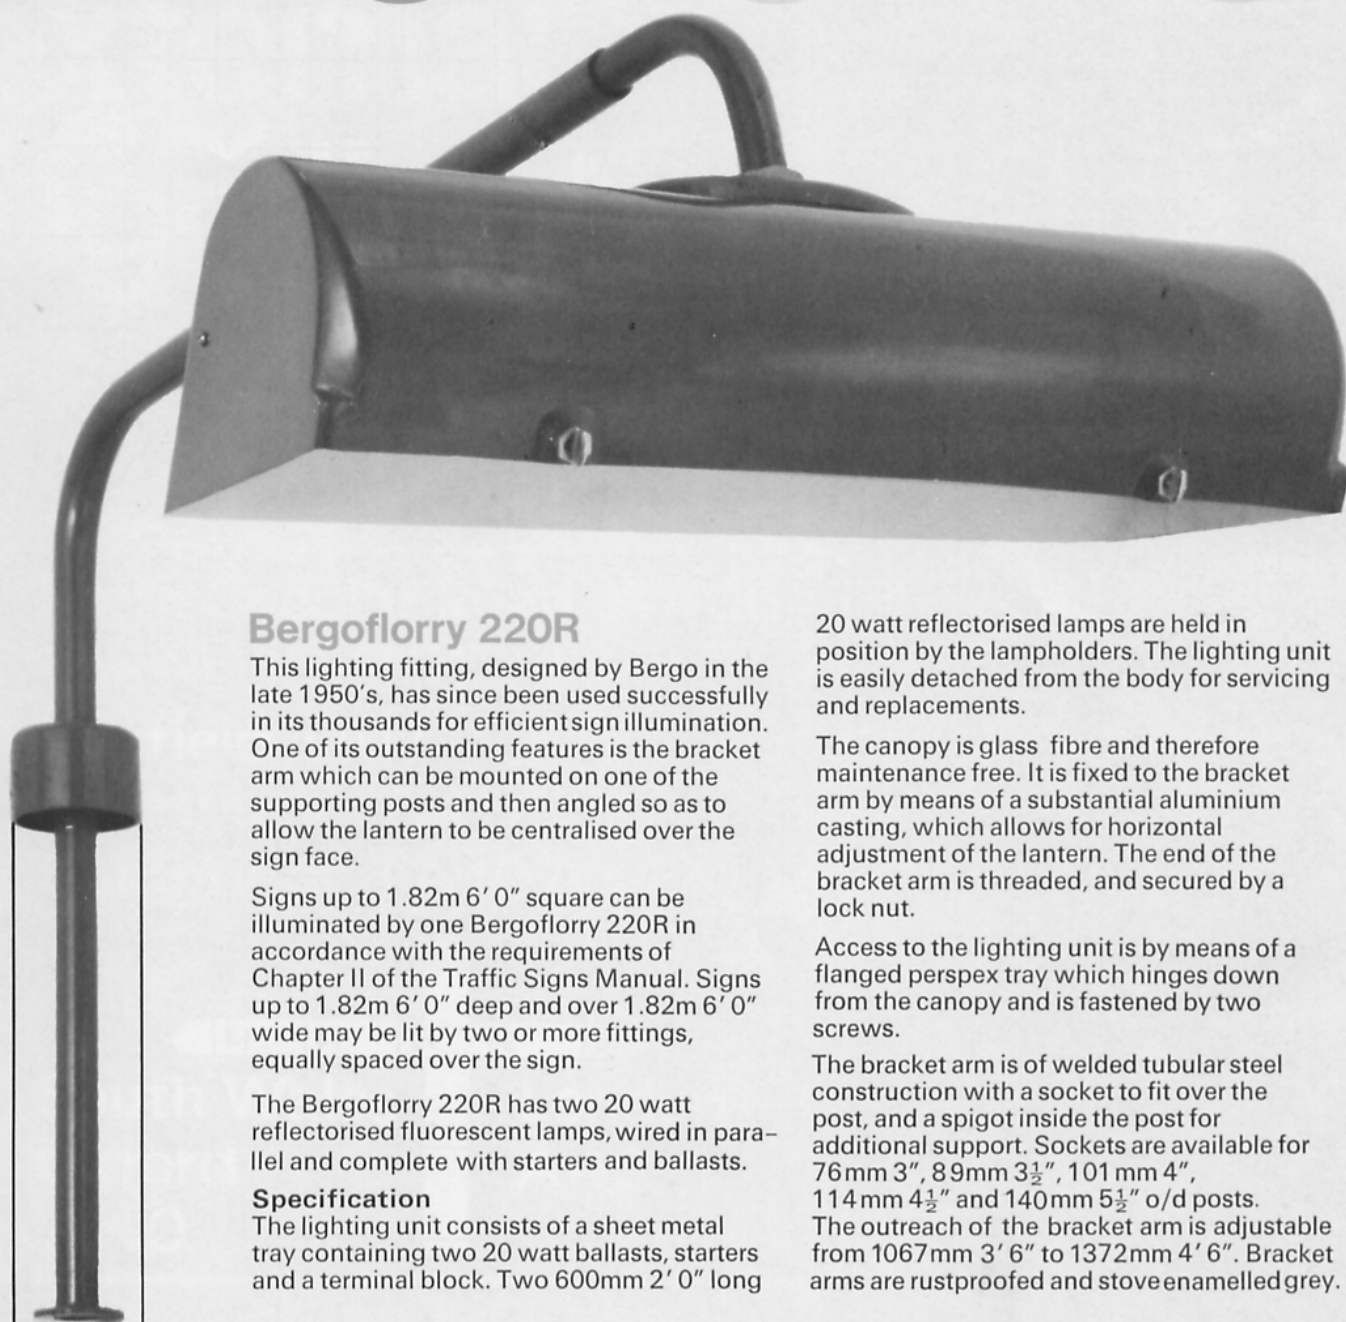 Bergoflorry 220R
This lighting fitting, designed by Bergo in the
late 1950's, has since been used successfully
in its thousands for efficient sign illumination.
One of its outstanding features is the bracket
arm which can be mounted on one of the
supporting posts and then angled so as to
allow the lantern to be centralised over the
sign face.
Signs up to 1.82m 6' 0" square can be
illuminated by one Bergoflorry 220R in
accordance with the requirements of
Chapter II of the Traffic Signs Manual. Signs
up to 1.82m 6' 0" deep and over 1.82m 6' 0"
wide may be lit by two or more fittings,
equally spaced over the sign.
The Bergoflorry 220R has two 20 watt
reflectorised fluorescent lamps, wired in para–
llel and complete with starters and ballasts.
Specification
The lighting unit consists of a sheet metal
tray containing two 20 watt ballasts, starters
and a terminal block. Two 600mm 2' 0" long
20 watt reflectorised lamps are held in
position by the lampholders. The lighting unit
is easily detached from the body for servicing
and replacements.
The canopy is glass fibre and therefore
maintenance free. It is fixed to the bracket
arm by means of a substantial aluminium
casting, which allows for horizontal
adjustment of the lantern. The end of the
bracket arm is threaded, and secured by a
lock nut.
Access to the lighting unit is by means of a
flanged perspex tray which hinges down
from the canopy and is fastened by two
screws.
The bracket arm is of welded tubular steel
construction with a socket to fit over the
post, and a spigot inside the post for
additional support. Sockets are available for
76mm 3", 89mm 3½", 101mm 4",
114mm 4½" and 140mm 5½" o/d posts.
The outreach of the bracket arm is adjustable
from 1067mm 3' 6" to 1372mm 4' 6". Bracket
arms are rustproofed and stove enamelled grey.